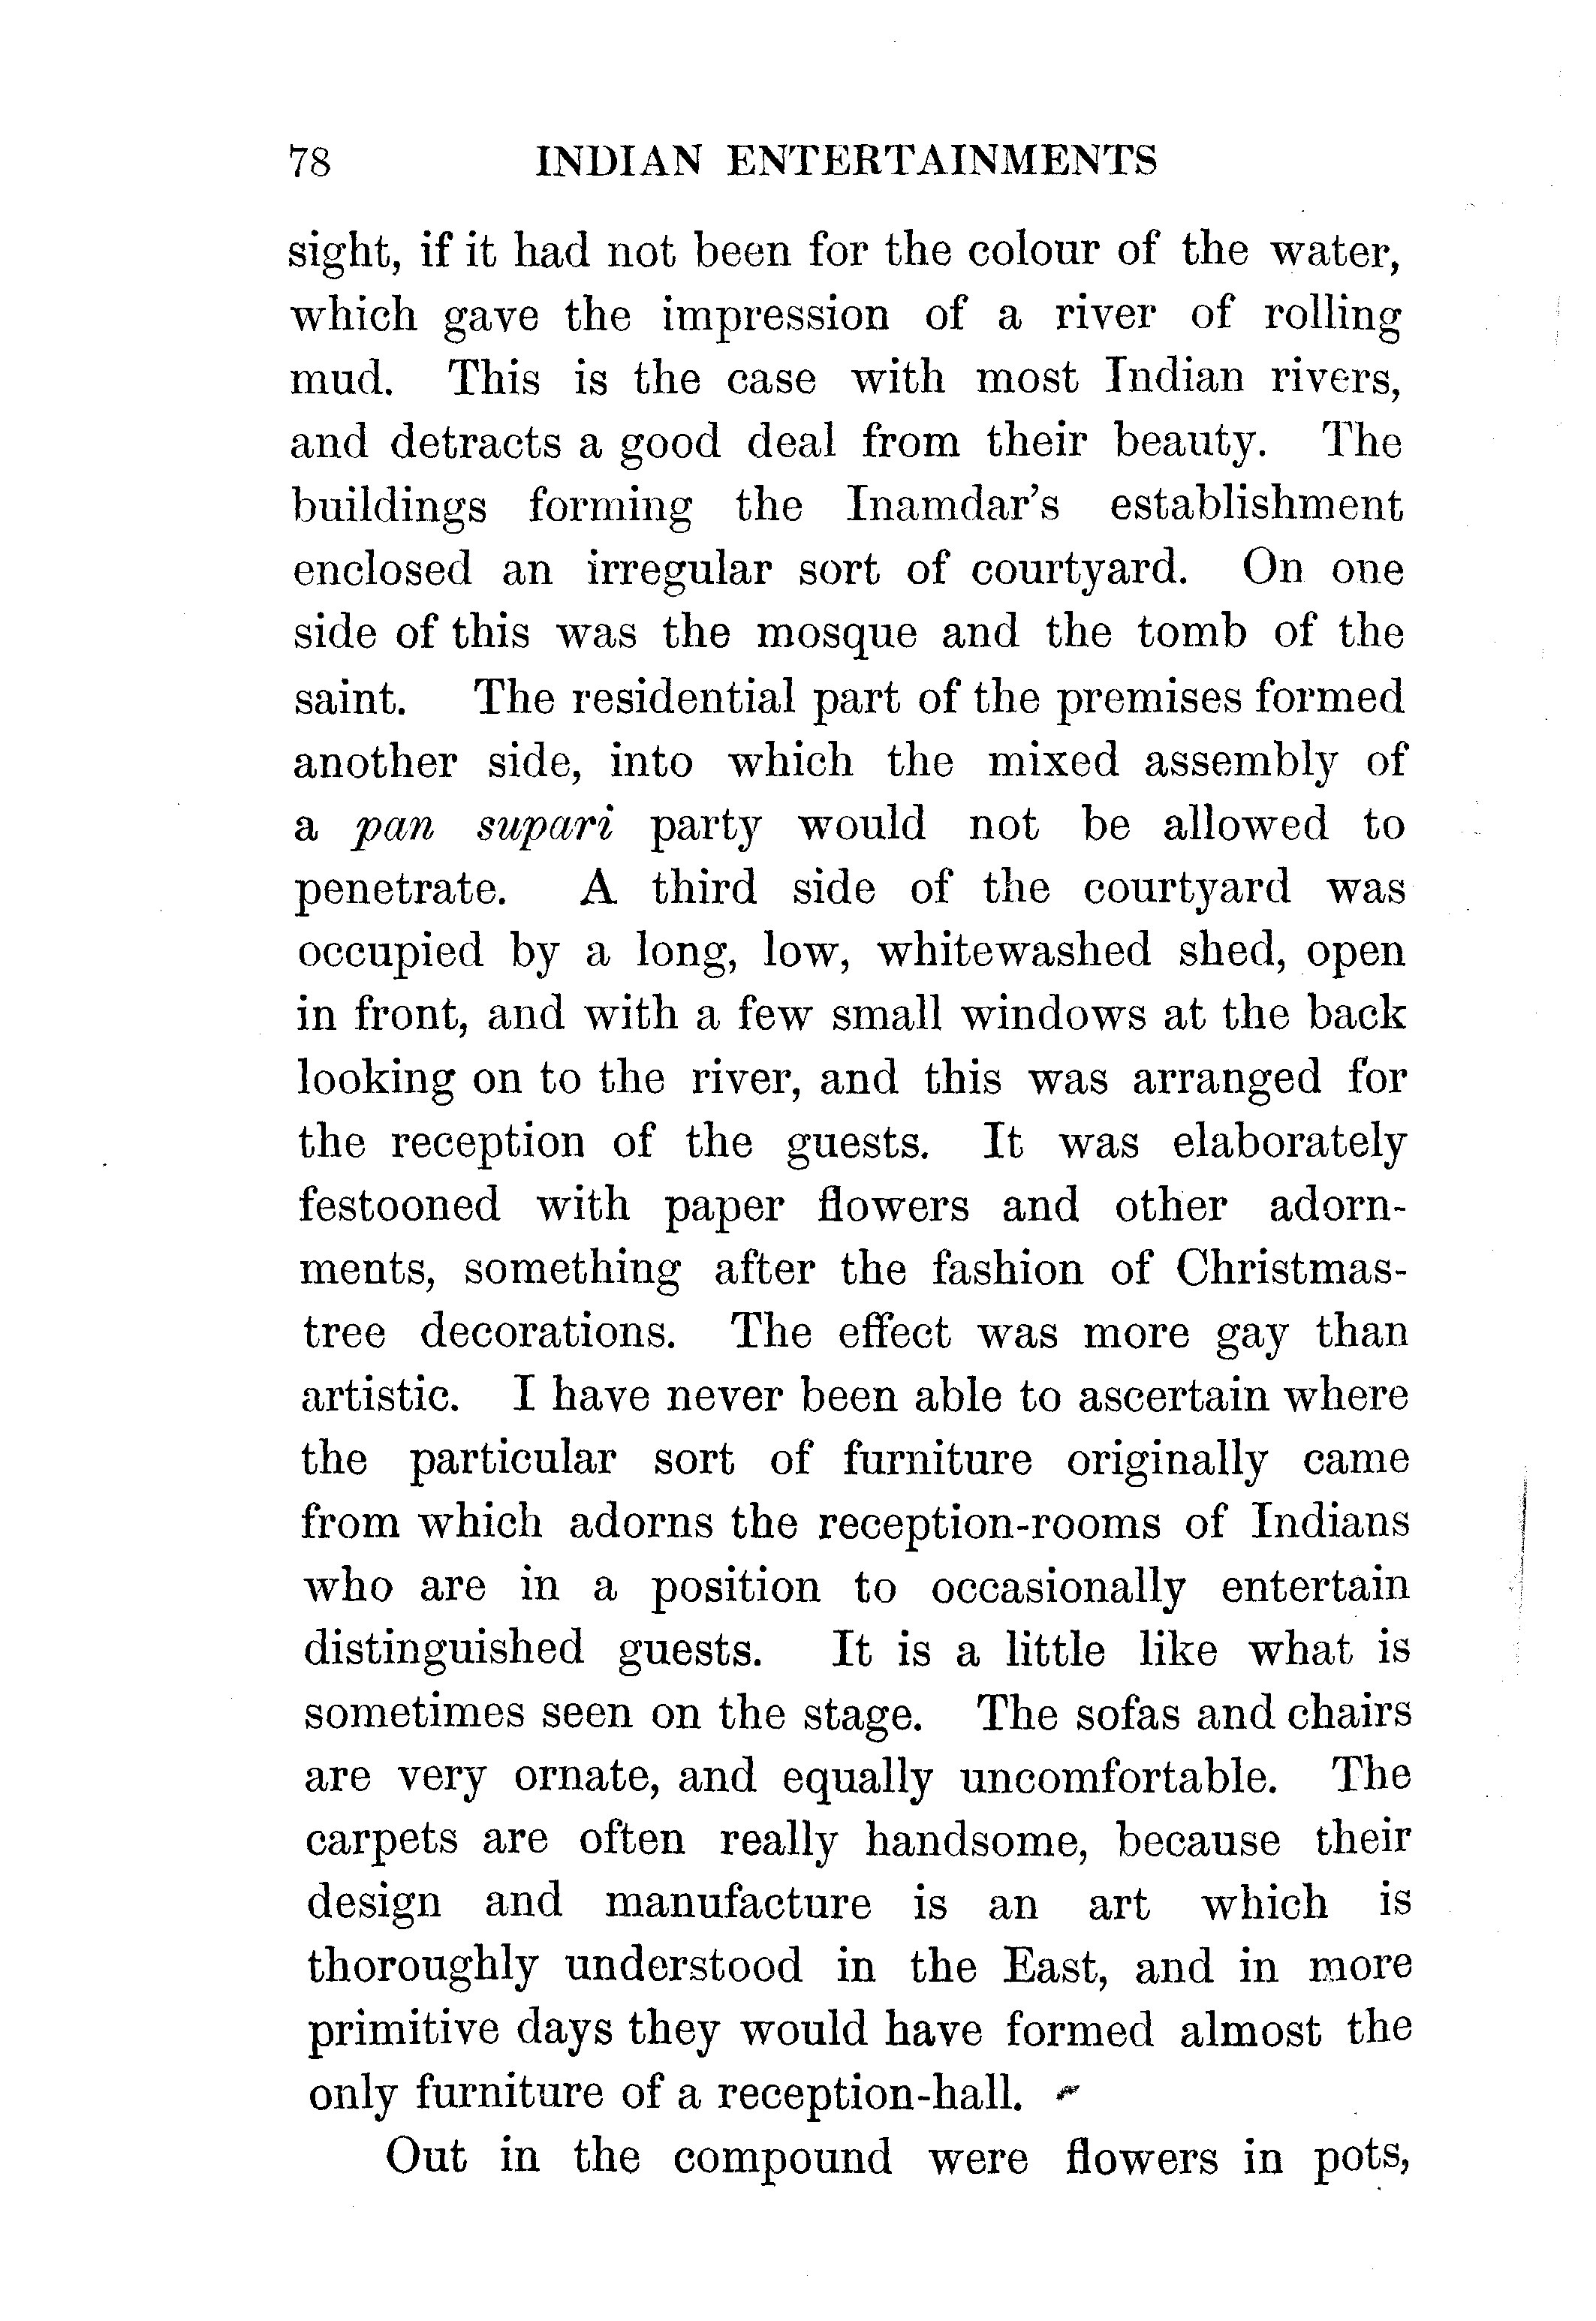 78 INDIAN ENTERTAINMENTS
sight, if it had not been for the colour of the water,
which gave the impression of a river of rolling
mud. This is the case with most Indian rivers,
and detracts a good deal from their beauty. The
buildings forming the Inamdar's establishment
enclosed an irregular sort of courtyard. On one
side of this was the mosque and the tomb of the
saint. The residential part of the premises formed
another side, into which the mixed assembly of
a pan supari party would not be allowed to
penetrate. A third side of the courtyard was
occupied by a long, low, whitewashed shed, open
in front, and with a few small windows at the back
looking on to the river, and this was arranged for
the reception of the guests. It was elaborately
festooned with paper flowers and other adorn-
ments, something after the fashion of Christmas-
tree decorations. The effect was more gay than
artistic. I have never been able to ascertain where
the particular sort of furniture originally came
from which adorns the reception-rooms of Indians
who are in a position to occasionally entertain
distinguished guests. It is a little like what is
sometimes seen on the stage. The sofas and chairs
are very ornate, and equally uncomfortable. The
carpets are often really handsome, because their
design and manufacture is an art which is
thoroughly understood in the East, and in more
primitive days they would have formed almost the
only furniture of a reception-hall.
Out in the compound were flowers in pots,